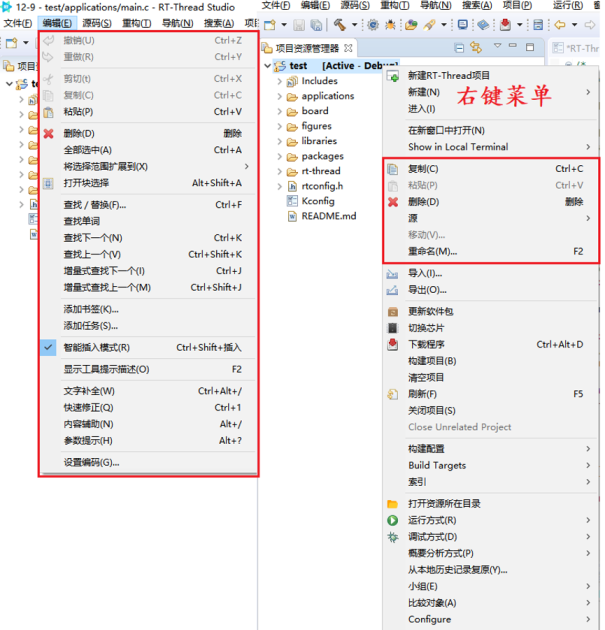 12-9 - test/applications/main.c - RT-Thread Studio
文件(F) 编辑(E) 源码(S) 重构(T) 导航(N) 搜索(A) 项
项目资
te
撤销(U) Ctrl+Z
重做(R) Ctrl+Y
剪切(t) Ctrl+X
复制(C) Ctrl+C
粘贴(P) Ctrl+V
删除(D) 删除
全部选中(A) Ctrl+A
将选择范围扩展到(X)
打开块选择 Alt+Shift+A
查找 / 替换(F)... Ctrl+F
查找单词
查找下一个(N) Ctrl+K
查找上一个(V) Ctrl+Shift+K
增量式查找下一个(I) Ctrl+J
增量式查找上一个(M) Ctrl+Shift+J
添加书签(K)...
添加任务(S)...
智能插入模式(R) Ctrl+Shift+插入
显示工具提示描述(O) F2
文字补全(W) Ctrl+Alt+/
快速修正(Q) Ctrl+1
内容辅助(N) Alt+/
参数提示(H) Alt+?
设置编码(G)...
文件(F) 编辑(E) 源码(S) 重构(T) 导航(N) 搜索(A) 项目(P) 运行(R)
项目资源管理器
*RT-Thr
test [Active - Debug]
Includes
applications
board
figures
libraries
packages
rt-thread
rtconfig.h
Kconfig
README.md
新建RT-Thread项目
新建(N)
进入(I)
右键菜单
在新窗口中打开(N)
Show in Local Terminal
复制(C) Ctrl+C
粘贴(P) Ctrl+V
删除(D) 删除
源
移动(V)...
重命名(M)... F2
导入(I)...
导出(O)...
更新软件包
切换芯片
下载程序 Ctrl+Alt+D
构建项目(B)
清空项目
刷新(F) F5
关闭项目(S)
Close Unrelated Project
构建配置
Build Targets
索引
打开资源所在目录
运行方式(R)
调试方式(D)
概要分析方式(P)
从本地历史记录复原(Y)...
小组(E)
比较对象(A)
Configure